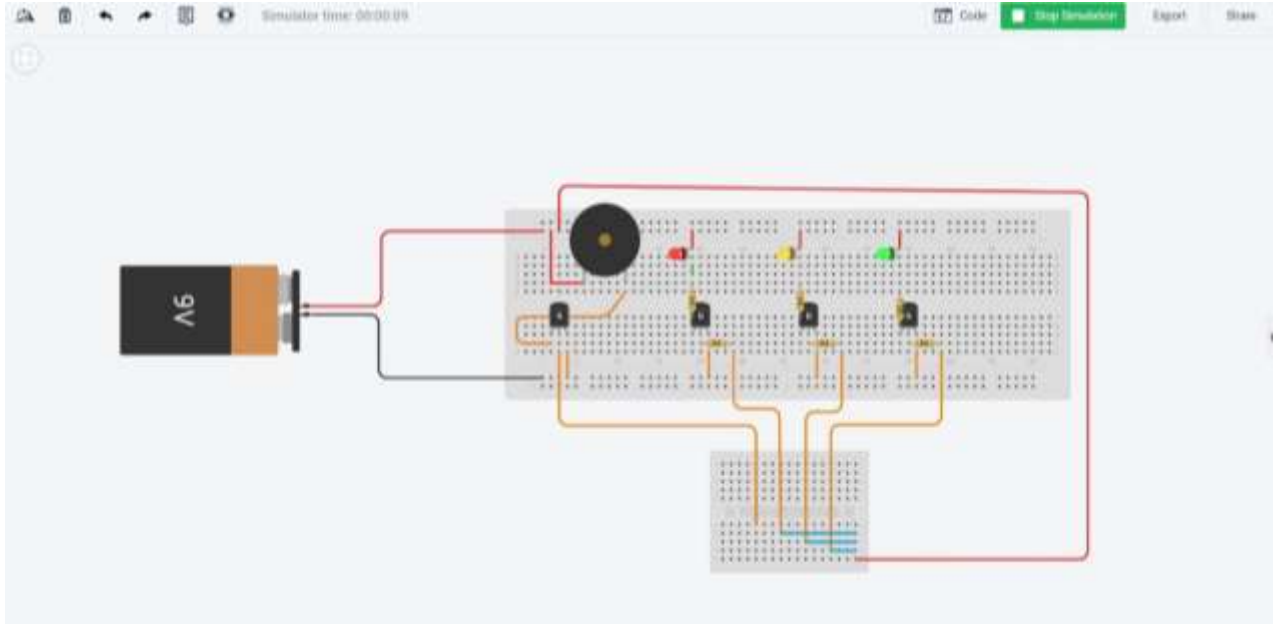 Simulator time: 00:00:09
Code
Stop Simulation
Export
Share
9V